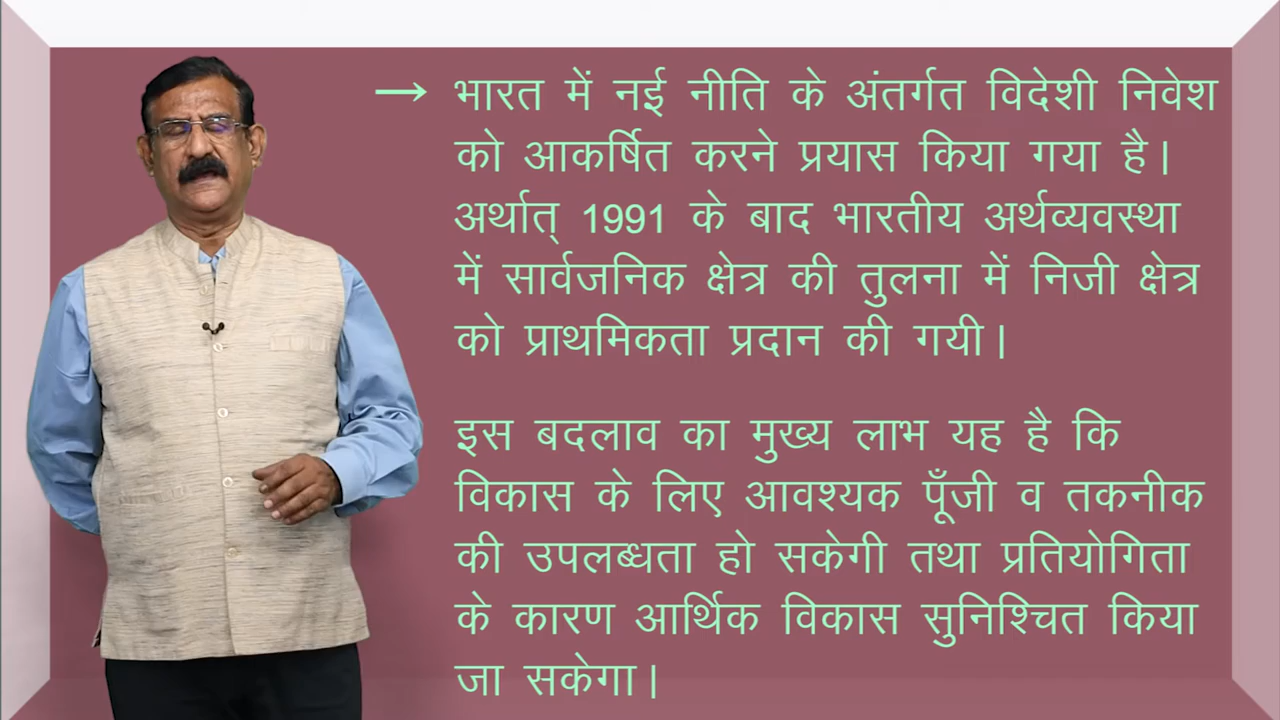 → भारत में नई नीति के अंतर्गत विदेशी निवेश
को आकर्षित करने प्रयास किया गया है।
अर्थात् 1991 के बाद भारतीय अर्थव्यवस्था
में सार्वजनिक क्षेत्र की तुलना में निजी क्षेत्र
को प्राथमिकता प्रदान की गयी।
इस बदलाव का मुख्य लाभ यह है कि
विकास के लिए आवश्यक पूँजी व तकनीक
की उपलब्धता हो सकेगी तथा प्रतियोगिता
के कारण आर्थिक विकास सुनिश्चित किया
जा सकेगा।